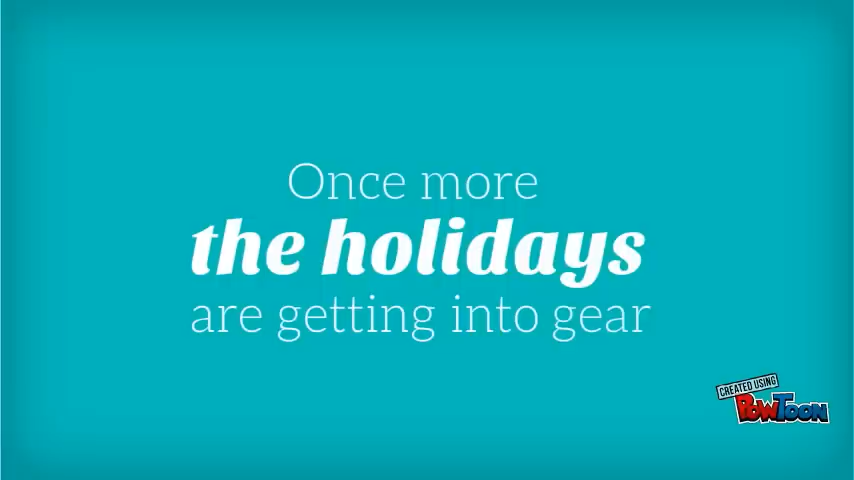 Once more
the holidays
are getting into gear
CREATED USING
POWTOON